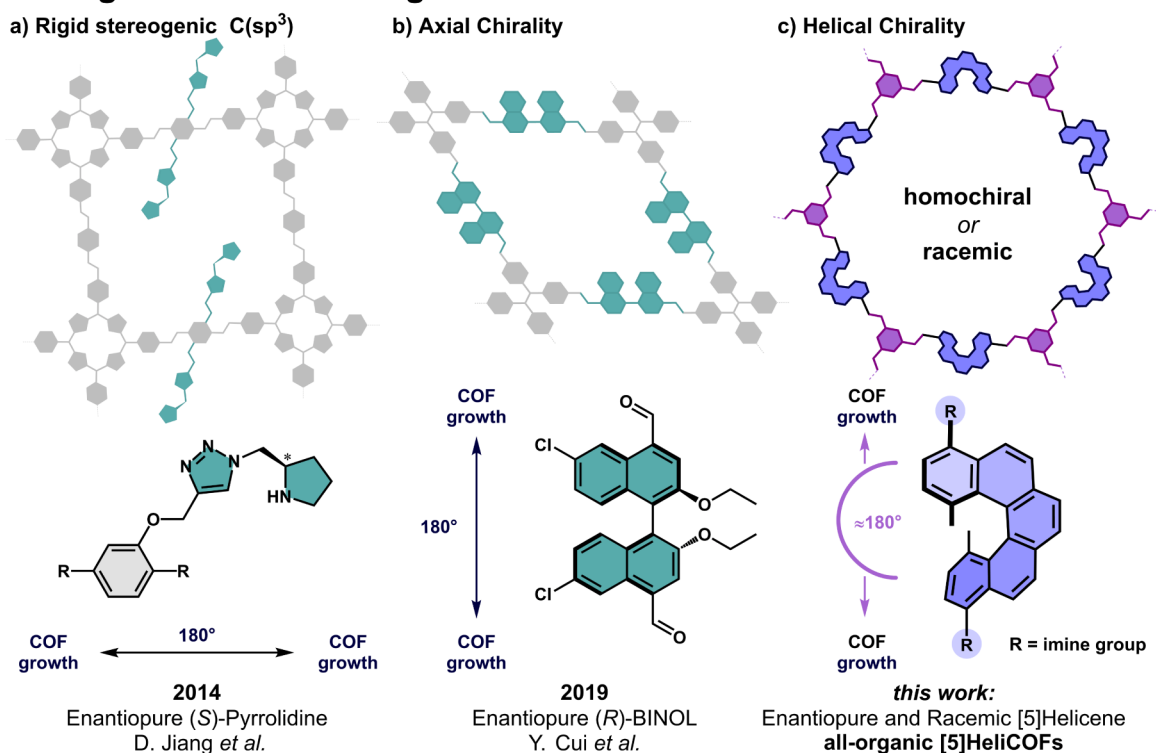 a) Rigid stereogenic C(sp³)
b) Axial Chirality
c) Helical Chirality
homochiral
or
racemic
N
N
N
*
HN
O
R
R
COF
growth
180°
COF
growth
2014
Enantiopure (S)-Pyrrolidine
D. Jiang et al.
COF
growth
180°
COF
growth
O
Cl
O
O
Cl
O
2019
Enantiopure (R)-BINOL
Y. Cui et al.
COF
growth
≈180°
COF
growth
R
R
R = imine group
this work:
Enantiopure and Racemic [5]Helicene
all-organic [5]HeliCOFs